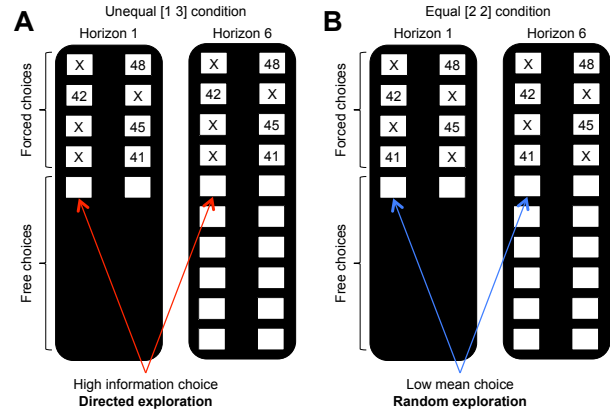 A
Unequal [1 3] condition
Horizon 1
Horizon 6
Forced choices
X 48
42 X
X 45
X 41
X 48
42 X
X 45
X 41
Free choices
High information choice
Directed exploration
B
Equal [2 2] condition
Horizon 1
Horizon 6
Forced choices
X 48
42 X
X 45
41 X
X 48
42 X
X 45
41 X
Free choices
Low mean choice
Random exploration